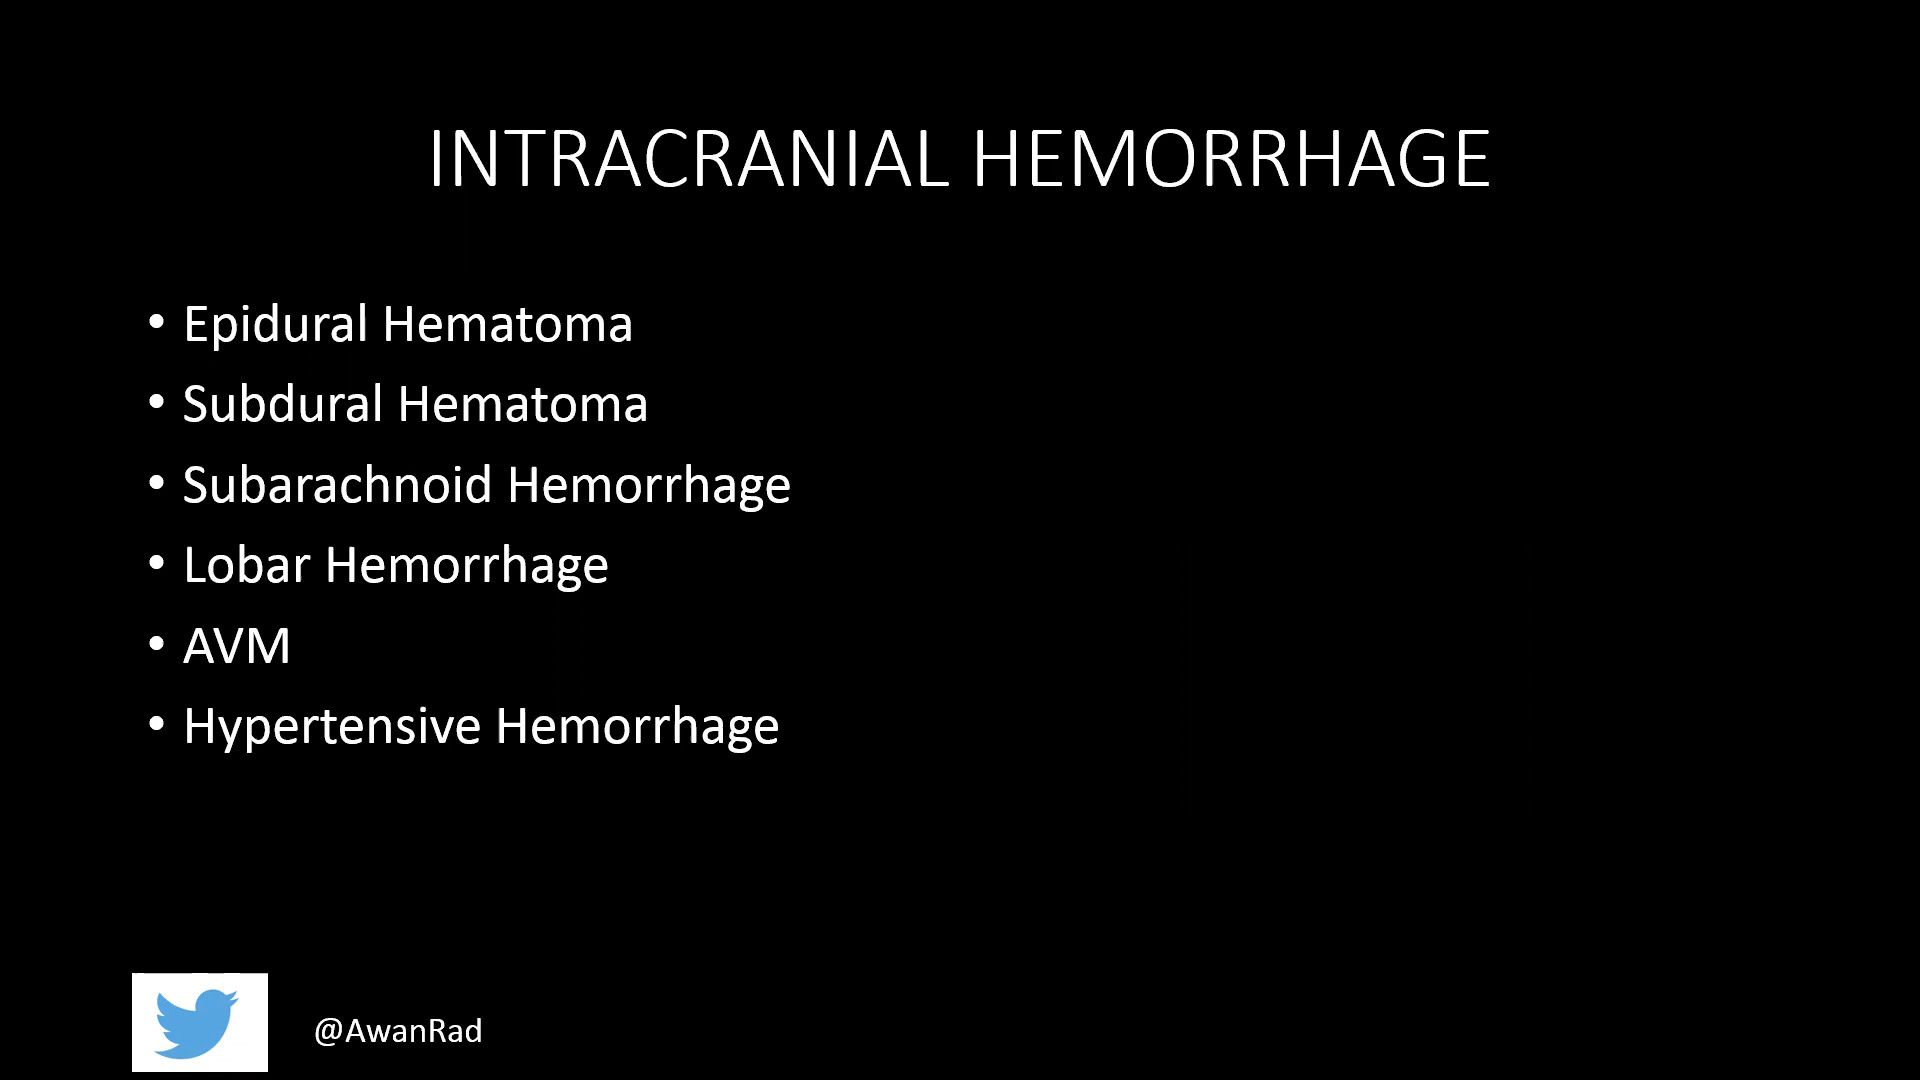 INTRACRANIAL HEMORRHAGE
• Epidural Hematoma
• Subdural Hematoma
• Subarachnoid Hemorrhage
• Lobar Hemorrhage
• AVM
• Hypertensive Hemorrhage
@AwanRad